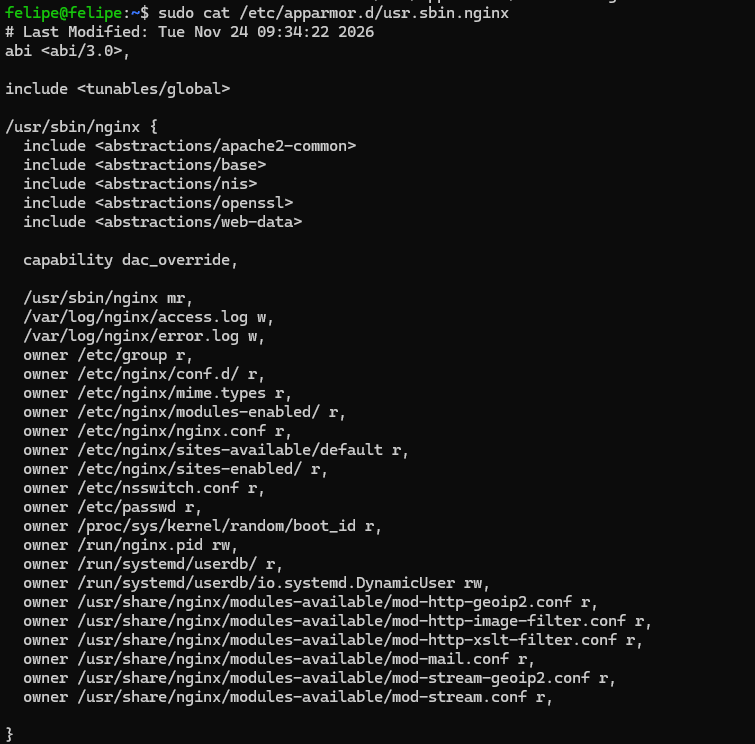 felipe@felipe:~$ sudo cat /etc/apparmor.d/usr.sbin.nginx
# Last Modified: Tue Nov 24 09:34:22 2026
abi <abi/3.0>,

include <tunables/global>

/usr/sbin/nginx {
  include <abstractions/apache2-common>
  include <abstractions/base>
  include <abstractions/nis>
  include <abstractions/openssl>
  include <abstractions/web-data>

  capability dac_override,

  /usr/sbin/nginx mr,
  /var/log/nginx/access.log w,
  /var/log/nginx/error.log w,
  owner /etc/group r,
  owner /etc/nginx/conf.d/ r,
  owner /etc/nginx/mime.types r,
  owner /etc/nginx/modules-enabled/ r,
  owner /etc/nginx/nginx.conf r,
  owner /etc/nginx/sites-available/default r,
  owner /etc/nginx/sites-enabled/ r,
  owner /etc/nsswitch.conf r,
  owner /etc/passwd r,
  owner /proc/sys/kernel/random/boot_id r,
  owner /run/nginx.pid rw,
  owner /run/systemd/userdb/ r,
  owner /run/systemd/userdb/io.systemd.DynamicUser rw,
  owner /usr/share/nginx/modules-available/mod-http-geoip2.conf r,
  owner /usr/share/nginx/modules-available/mod-http-image-filter.conf r,
  owner /usr/share/nginx/modules-available/mod-http-xslt-filter.conf r,
  owner /usr/share/nginx/modules-available/mod-mail.conf r,
  owner /usr/share/nginx/modules-available/mod-stream-geoip2.conf r,
  owner /usr/share/nginx/modules-available/mod-stream.conf r,

}